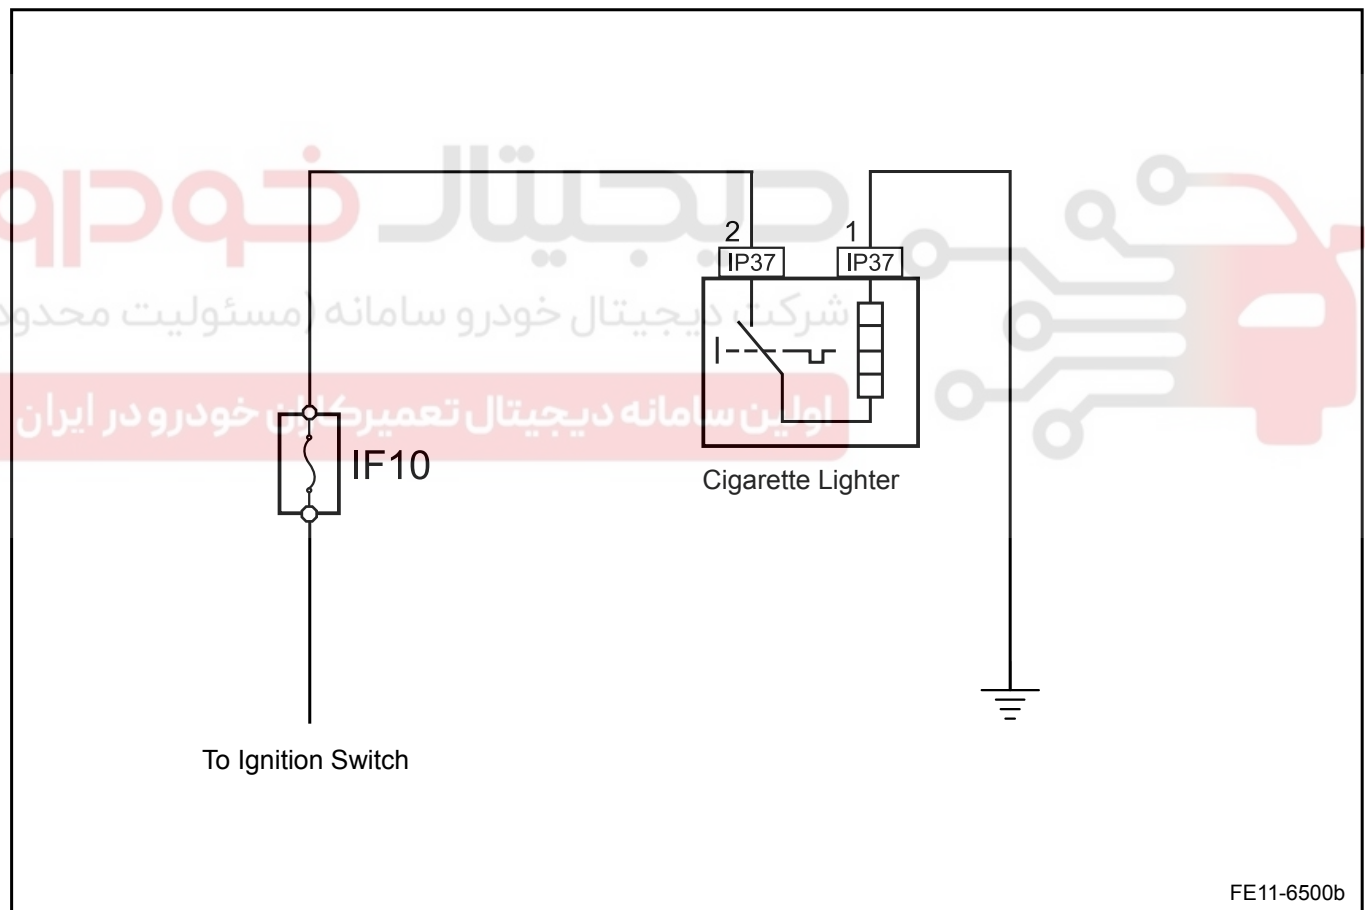 دیجیتال خودرو
2
1
IP37
IP37
شرکت دیجیتال خودرو سامانه (مسئولیت محدود
اولین سامانه دیجیتال تعمیرکاران خودرو در ایران
IF10
Cigarette Lighter
To Ignition Switch
FE11-6500b